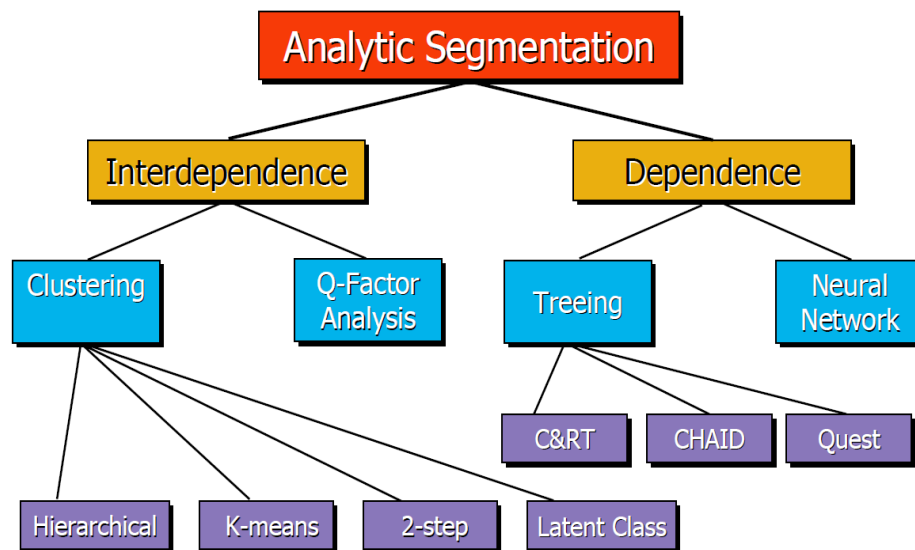 Analytic Segmentation
Interdependence
Dependence
Clustering
Q-Factor
Analysis
Treeing
Neural
Network
C&RT
CHAID
Quest
Hierarchical
K-means
2-step
Latent Class